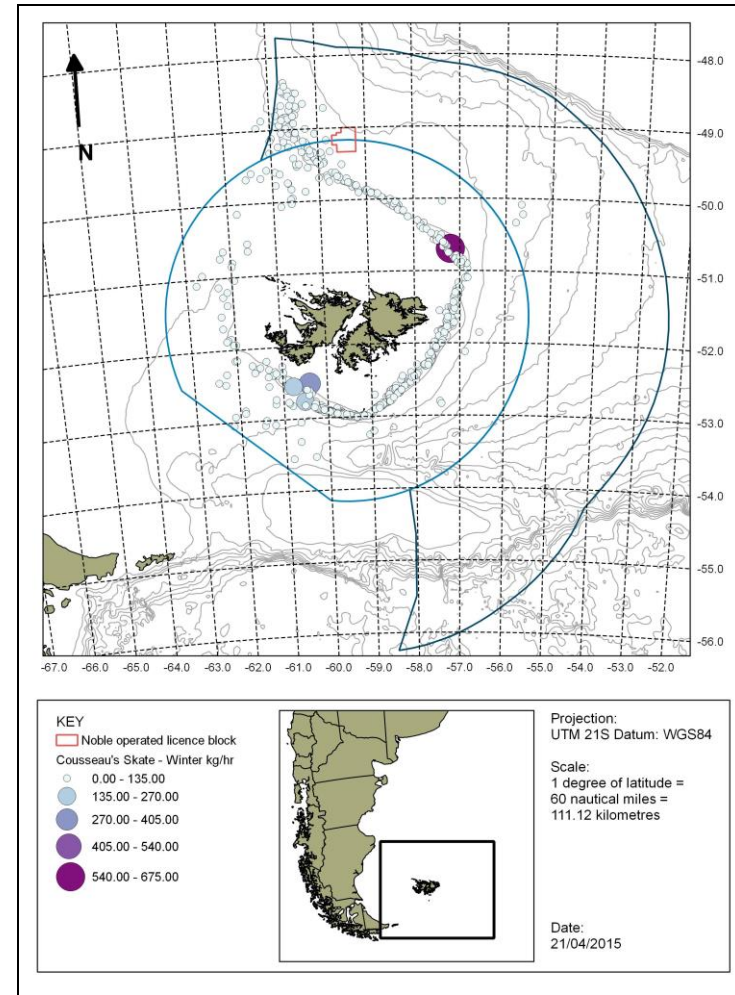 N
-48.0
-49.0
-50.0
-51.0
-52.0
-53.0
-54.0
-55.0
-56.0
-67.0 -66.0 -65.0 -64.0 -63.0 -62.0 -61.0 -60.0 -58.0 -57.0 -56.0 -54.0 -53.0 -52.0
KEY
Noble operated licence block
Cousseau's Skate - Winter kg/hr
0.00 - 135.00
135.00 - 270.00
270.00 - 405.00
405.00 - 540.00
540.00 - 675.00
Projection:
UTM 21S Datum: WGS84
Scale:
1 degree of latitude =
60 nautical miles =
111.12 kilometres
Date:
21/04/2015